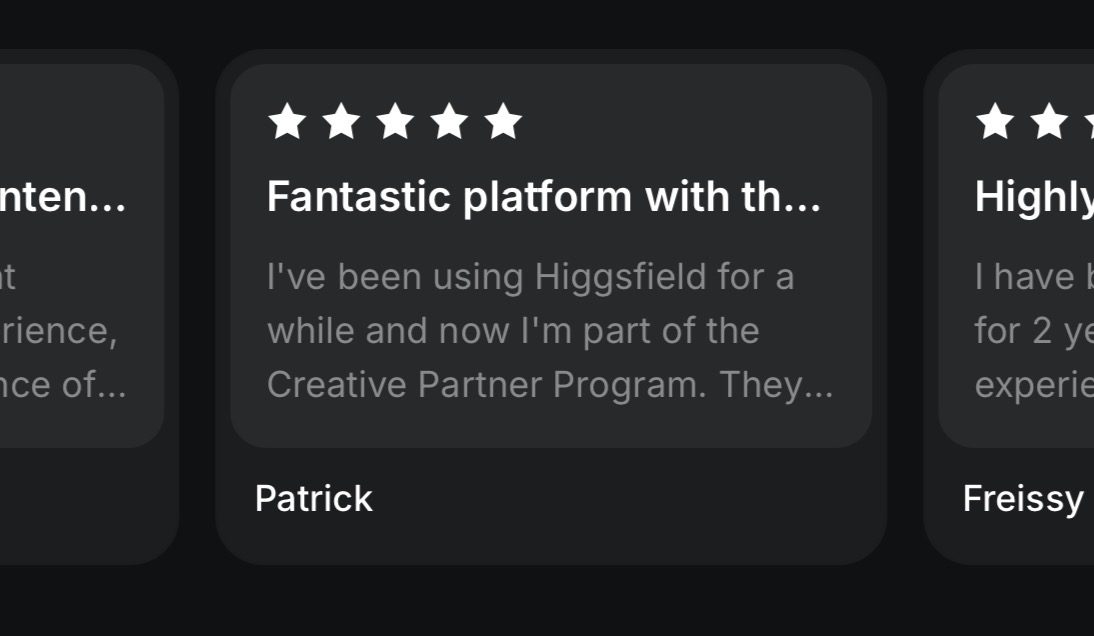 nten...
nt
rience,
nce of...
Fantastic platform with th...
I've been using Higgsfield for a
while and now I'm part of the
Creative Partner Program. They...
Patrick
Highly
I have b
for 2 ye
experie
Freissy